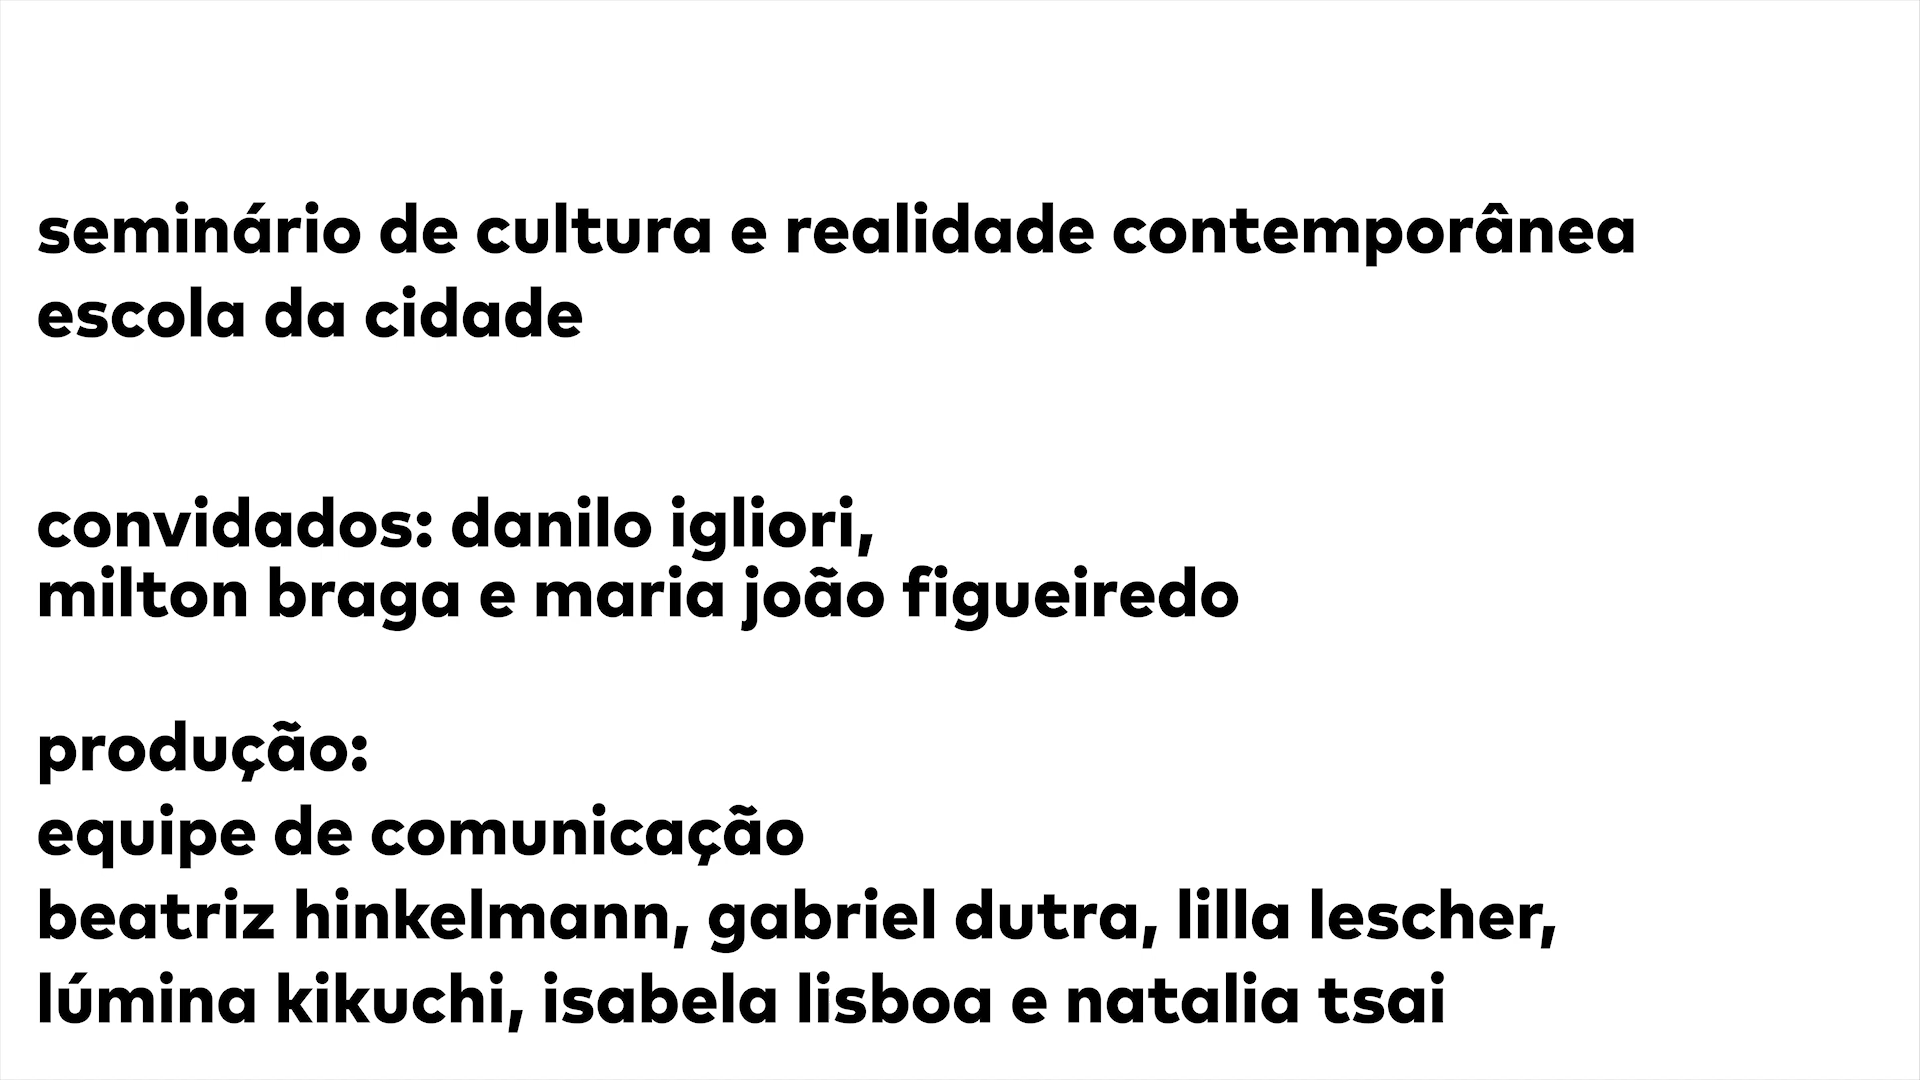 seminário de cultura e realidade contemporânea
escola da cidade
convidados: danilo igliori,
milton braga e maria joão figueiredo
produção:
equipe de comunicação
beatriz hinkelmann, gabriel dutra, lilla lescher,
lúmina kikuchi, isabela lisboa e natalia tsai